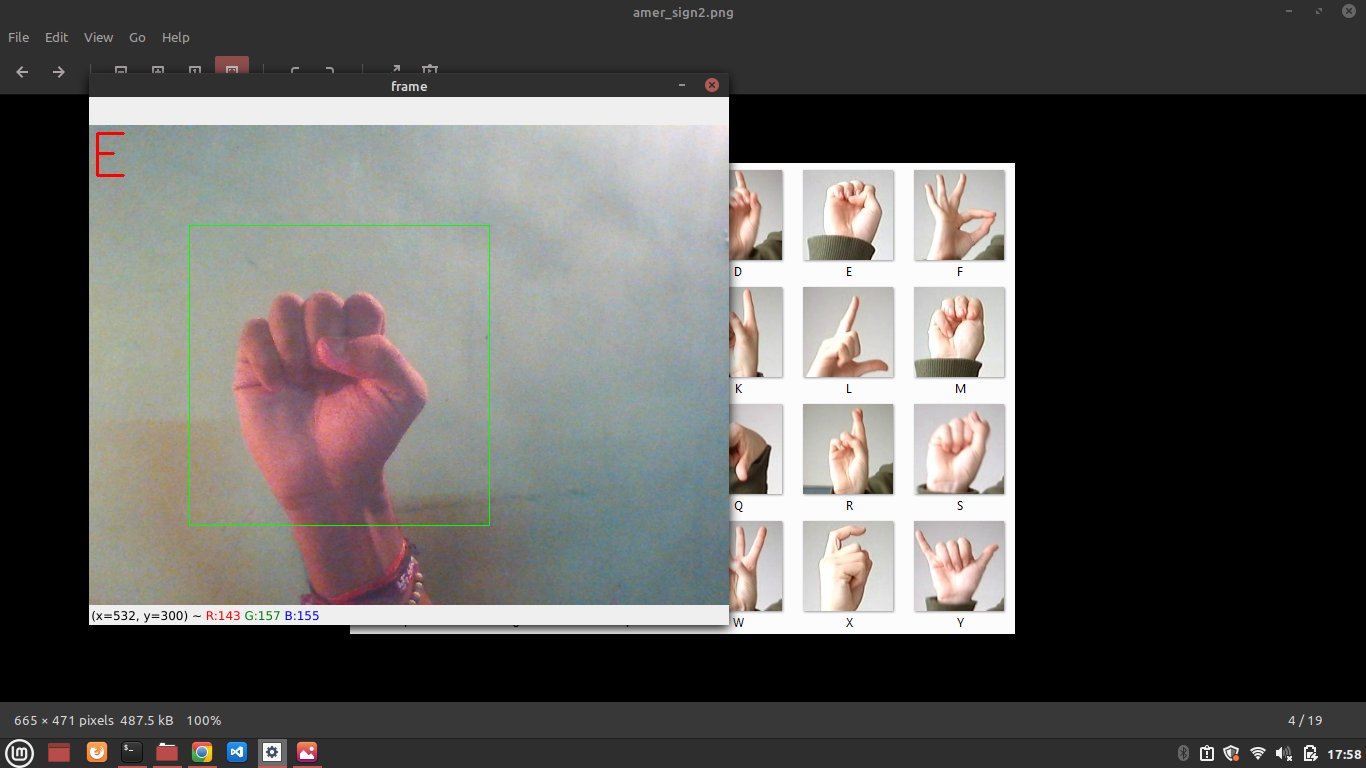 amer_sign2.png
File Edit View Go Help
frame
E
D E F
K L M
Q R S
W X Y
(x=532, y=300) ~ R:143 G:157 B:155
665 × 471 pixels 487.5 kB 100%
4 / 19
lm
$-
17:58